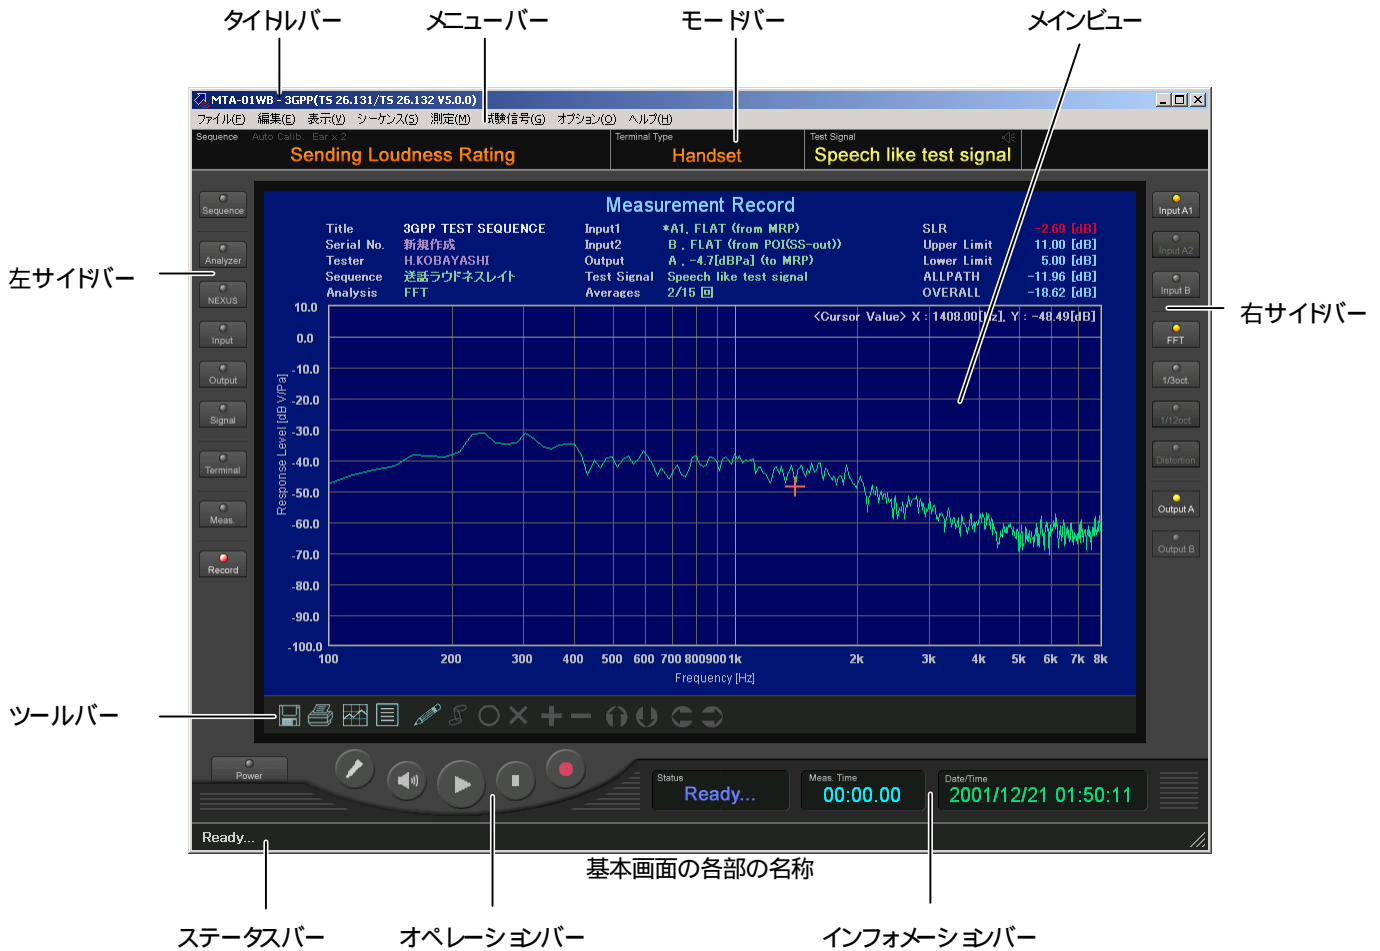 タイトルバー メニューバー モードバー メインビュー
MTA-01WB - 3GPP(TS 26.131/TS 26.132 V5.0.0)
ファイル(F) 編集(E) 表示(V) シーケンス(S) 測定(M) 試験信号(G) オプション(O) ヘルプ(H)
Sequence Auto Calib. Ear x 2 Terminal Type Test Signal
Sending Loudness Rating Handset Speech like test signal
Measurement Record
Title 3GPP TEST SEQUENCE Input1 *A1, FLAT (from MRP) SLR -2.69 [dB]
Serial No. 新規作成 Input2 B , FLAT (from POI(SS-out)) Upper Limit 11.00 [dB]
Tester H.KOBAYASHI Output A , -4.7[dBPa] (to MRP) Lower Limit 5.00 [dB]
Sequence 送話ラウドネスレイト Test Signal Speech like test signal ALLPATH -11.96 [dB]
Analysis FFT Averages 2/15 回 OVERALL -18.62 [dB]
<Cursor Value> X : 1408.00[Hz], Y : -48.49[dB]
10.0
0.0
-10.0
-20.0
-30.0
-40.0
-50.0
-60.0
-70.0
-80.0
-90.0
-100.0
Response Level [dB V/Pa]
100 200 300 400 500 600 700 800 900 1k 2k 3k 4k 5k 6k 7k 8k
Frequency [Hz]
左サイドバー
Sequence
Analyzer
NEXUS
Input
Output
Signal
Terminal
Meas.
Record
右サイドバー
Input A1
Input A2
Input B
FFT
1/3oct.
1/12oct.
Distortion
Output A
Output B
ツールバー
Power
Status Meas. Time Date/Time
Ready... 00:00.00 2001/12/21 01:50:11
Ready...
基本画面の各部の名称
ステータスバー オペレーションバー インフォメーションバー